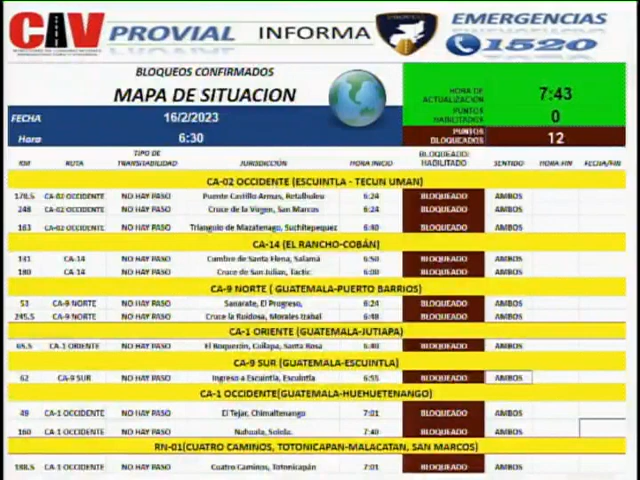 CIV PROVIAL INFORMA EMERGENCIAS 1520
BLOQUEOS CONFIRMADOS
MAPA DE SITUACION
HORA DE ACTUALIZACIÓN 7:43
PUNTOS HABILITADOS 0
FECHA 16/2/2023
Hora 6:30
PUNTOS BLOQUEADOS 12
KM RUTA TIPO DE TRANSITABILIDAD JURISDICCIÓN HORA INICIO BLOQUEADO/HABILITADO SENTIDO HORA FIN FECHA/FIN
CA-02 OCCIDENTE (ESCUINTLA - TECUN UMAN)
178.5 CA-02 OCCIDENTE NO HAY PASO Puente Castillo Armas, Retalhuleu 6:24 BLOQUEADO AMBOS
248 CA-02 OCCIDENTE NO HAY PASO Cruce de la Virgen, San Marcos 6:24 BLOQUEADO AMBOS
163 CA-02 OCCIDENTE NO HAY PASO Triangulo de Mazatenago, Suchitepequez 6:40 BLOQUEADO AMBOS
CA-14 (EL RANCHO-COBÁN)
141 CA-14 NO HAY PASO Cumbre de Santa Elena, Salamá 6:50 BLOQUEADO AMBOS
180 CA-14 NO HAY PASO Cruce de San Julian, Tactic 6:00 BLOQUEADO AMBOS
CA-9 NORTE ( GUATEMALA-PUERTO BARRIOS)
53 CA-9 NORTE NO HAY PASO Sanarate, El Progreso, 6:24 BLOQUEADO AMBOS
245.5 CA-9 NORTE NO HAY PASO Cruce la Ruidosa, Morales Izabal 6:48 BLOQUEADO AMBOS
CA-1 ORIENTE (GUATEMALA-JUTIAPA)
65.5 CA-1 ORIENTE NO HAY PASO El Boquerón, Cuilapa, Santa Rosa 6:40 BLOQUEADO AMBOS
CA-9 SUR (GUATEMALA-ESCUINTLA)
62 CA-9 SUR NO HAY PASO Ingreso a Escuintla, Escuintla 6:55 BLOQUEADO AMBOS
CA-1 OCCIDENTE(GUATEMALA-HUEHUETENANGO)
49 CA-1 OCCIDENTE NO HAY PASO El Tejar, Chimaltenango 7:01 BLOQUEADO AMBOS
160 CA-1 OCCIDENTE NO HAY PASO Nahuala, Solola. 7:40 BLOQUEADO AMBOS
RN-01(CUATRO CAMINOS, TOTONICAPAN-MALACATAN, SAN MARCOS)
188.5 CA-1 OCCIDENTE NO HAY PASO Cuatro Caminos, Totonicapán 7:01 BLOQUEADO AMBOS